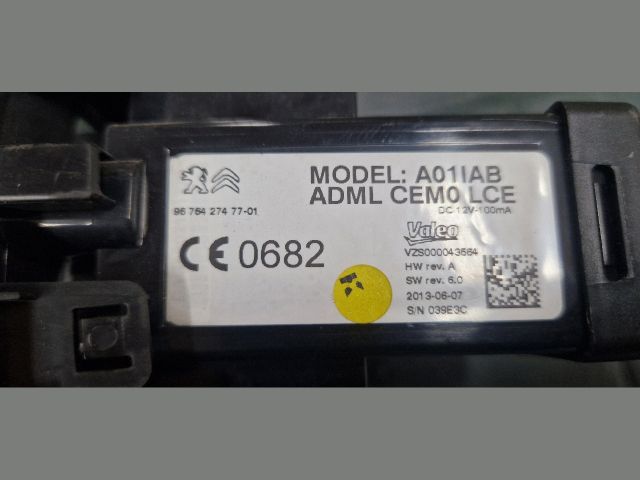 MODEL: A01IAB
ADML CEM0 LCE
DC 12V-100mA
96 764 274 77-01
CE 0682
Valeo
VZS000043564
HW rev. A
SW rev. 6.0
2013-06-07
S/N 039E3C